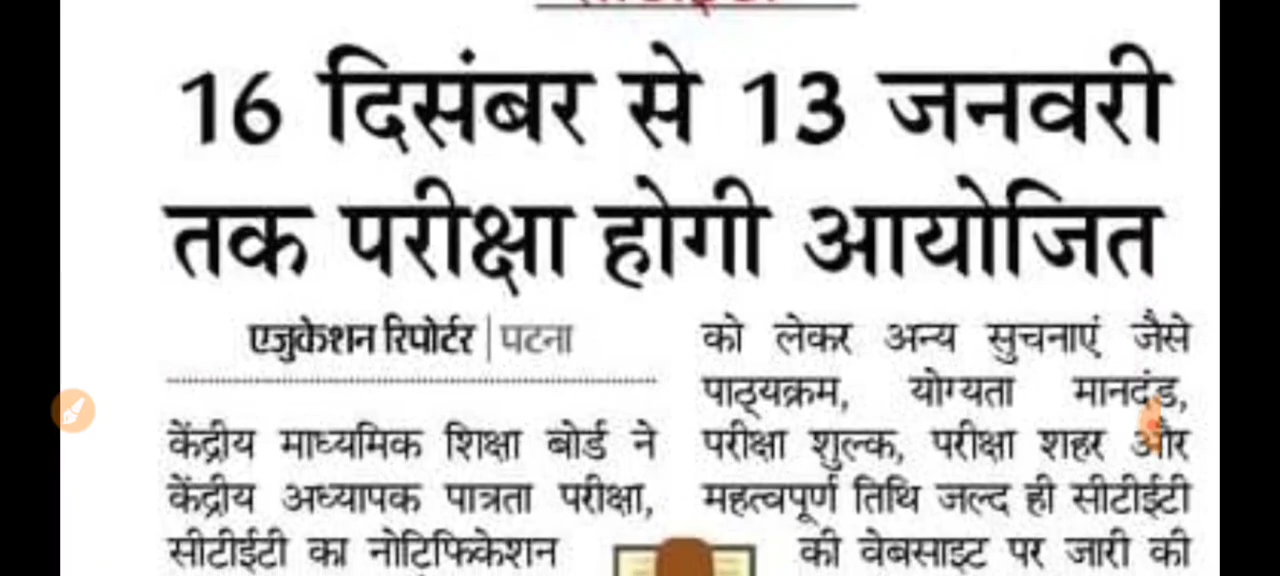 16 दिसंबर से 13 जनवरी
तक परीक्षा होगी आयोजित
एजुकेशन रिपोर्टर | पटना
केंद्रीय माध्यमिक शिक्षा बोर्ड ने
केंद्रीय अध्यापक पात्रता परीक्षा,
सीटीईटी का नोटिफिकेशन
को लेकर अन्य सुचनाएं जैसे
पाठ्यक्रम, योग्यता मानदंड,
परीक्षा शुल्क, परीक्षा शहर और
महत्वपूर्ण तिथि जल्द ही सीटीईटी
की वेबसाइट पर जारी की